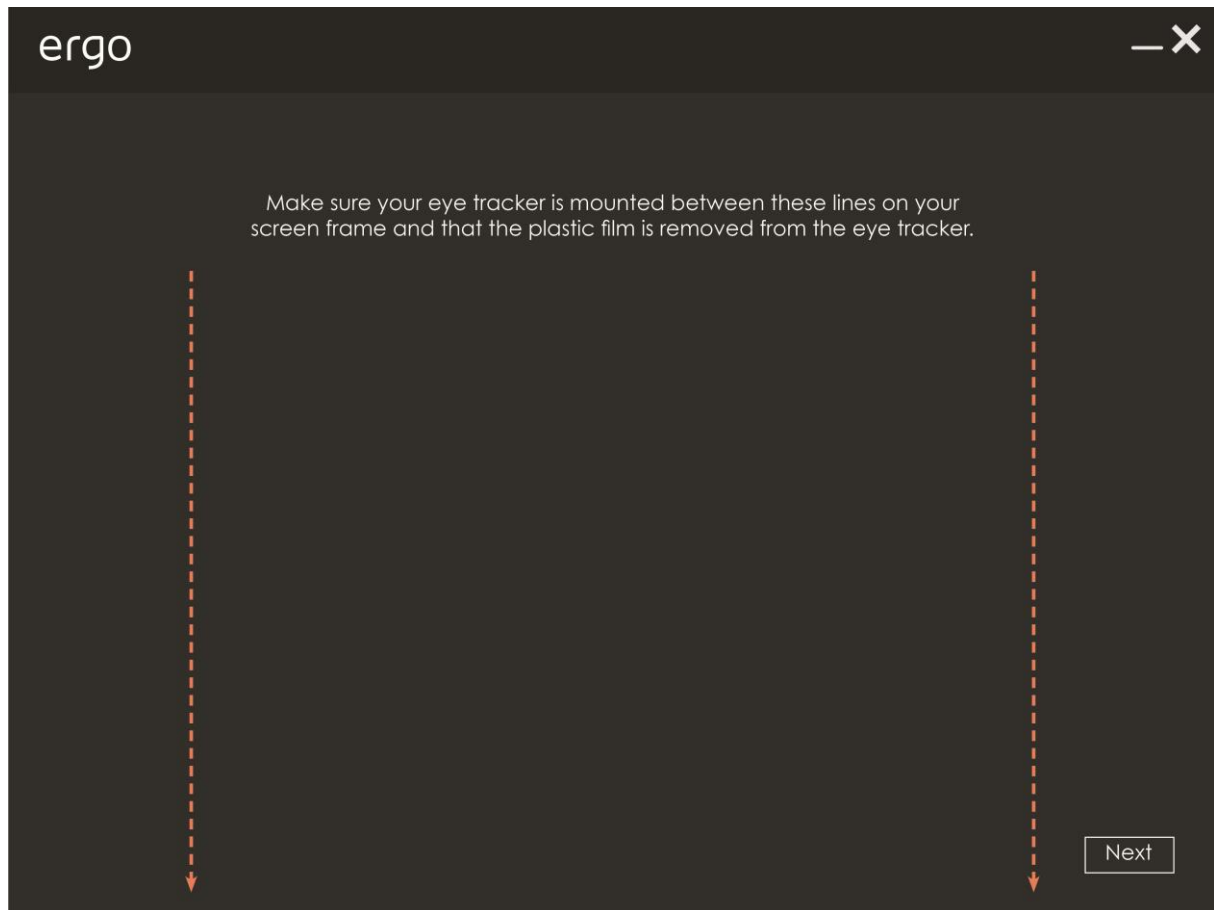 ergo
Make sure your eye tracker is mounted between these lines on your
screen frame and that the plastic film is removed from the eye tracker.
Next